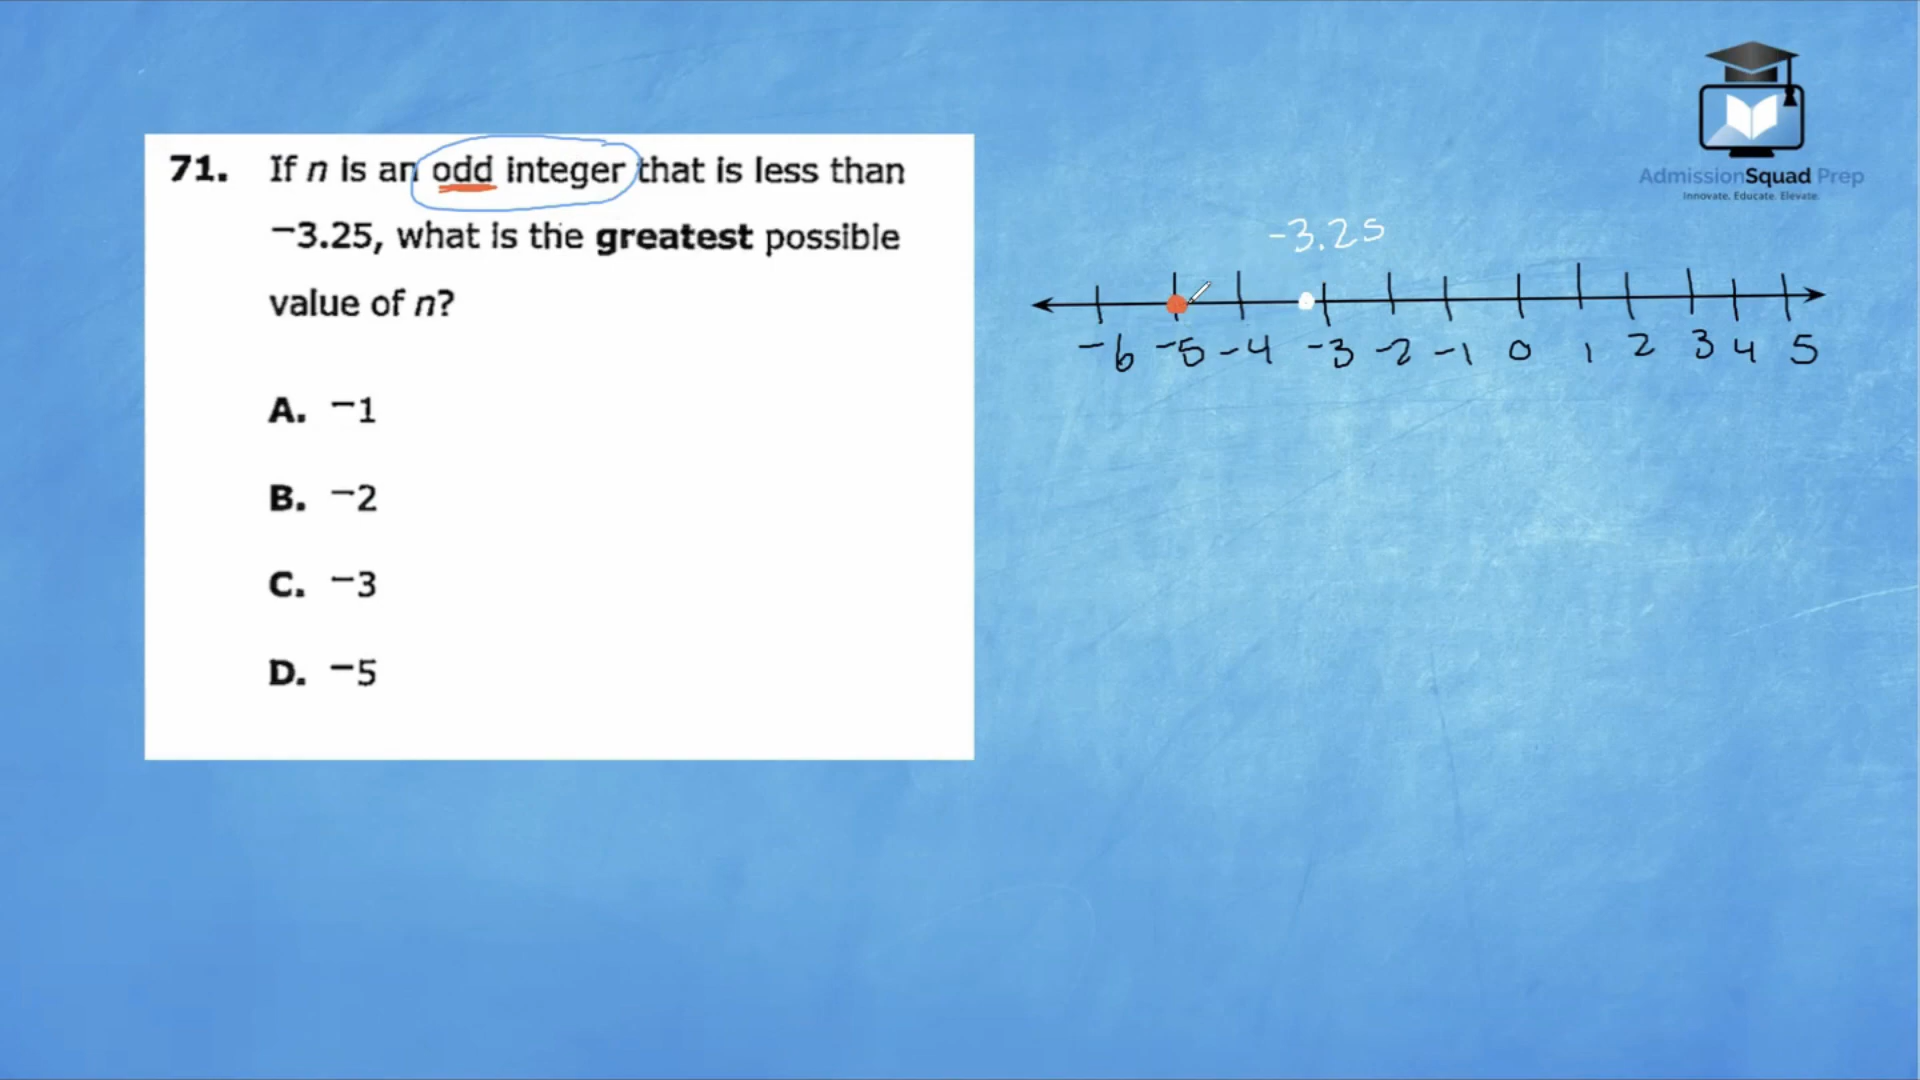 71. If n is an odd integer that is less than
−3.25, what is the greatest possible
value of n?
A. −1
B. −2
C. −3
D. −5
AdmissionSquad Prep
Innovate. Educate. Elevate.
-3.25
-6 -5 -4 -3 -2 -1 0 1 2 3 4 5